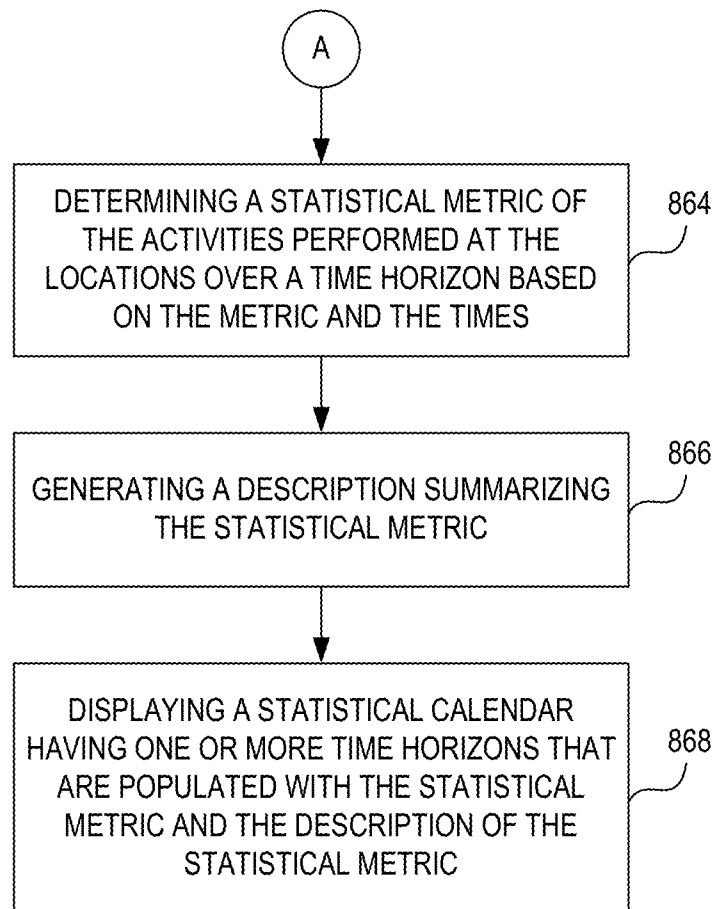 A
DETERMINING A STATISTICAL METRIC OF
THE ACTIVITIES PERFORMED AT THE
LOCATIONS OVER A TIME HORIZON BASED
ON THE METRIC AND THE TIMES
864
GENERATING A DESCRIPTION SUMMARIZING
THE STATISTICAL METRIC
866
DISPLAYING A STATISTICAL CALENDAR
HAVING ONE OR MORE TIME HORIZONS THAT
ARE POPULATED WITH THE STATISTICAL
METRIC AND THE DESCRIPTION OF THE
STATISTICAL METRIC
868